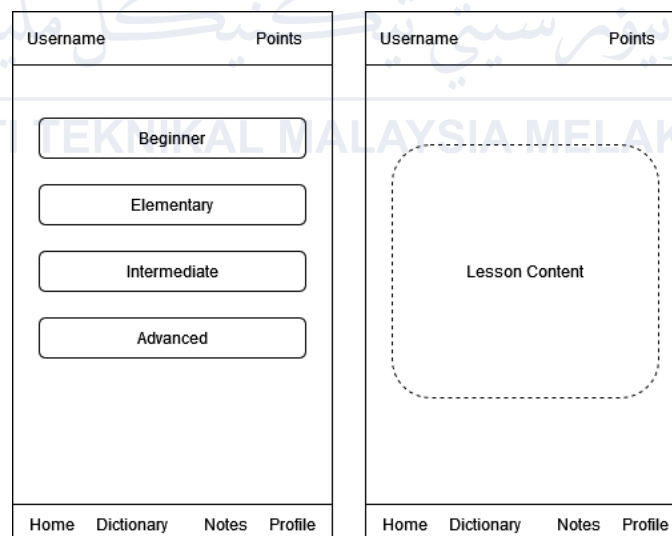 Username Points
Beginner
Elementary
Intermediate
Advanced
Home Dictionary Notes Profile
Username Points
Lesson Content
Home Dictionary Notes Profile
TEKNIKAL MALAYSIA MELAK